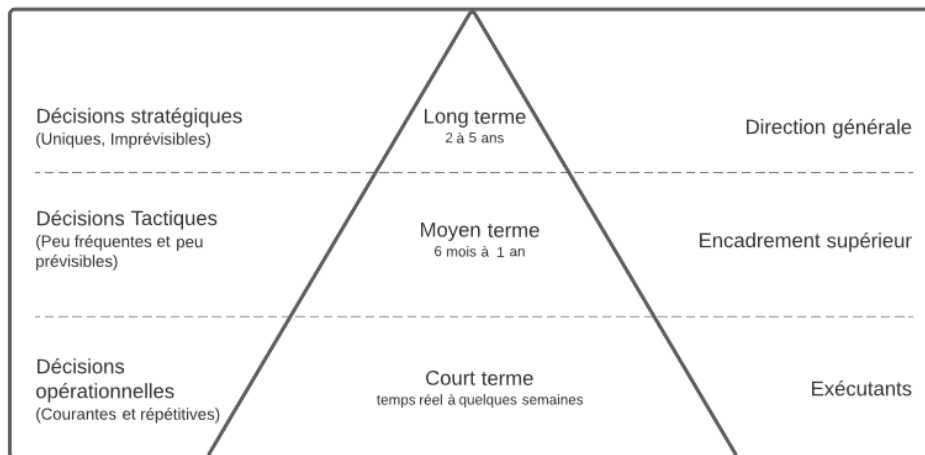 Décisions stratégiques
(Uniques, Imprévisibles)
Long terme
2 à 5 ans
Direction générale
Décisions Tactiques
(Peu fréquentes et peu
prévisibles)
Moyen terme
6 mois à 1 an
Encadrement supérieur
Décisions
opérationnelles
(Courantes et répétitives)
Court terme
temps réel à quelques semaines
Exécutants